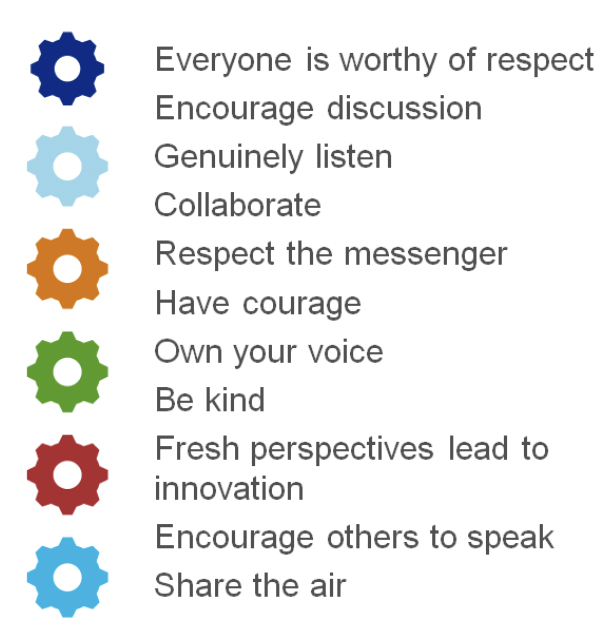 Everyone is worthy of respect
Encourage discussion
Genuinely listen
Collaborate
Respect the messenger
Have courage
Own your voice
Be kind
Fresh perspectives lead to
innovation
Encourage others to speak
Share the air